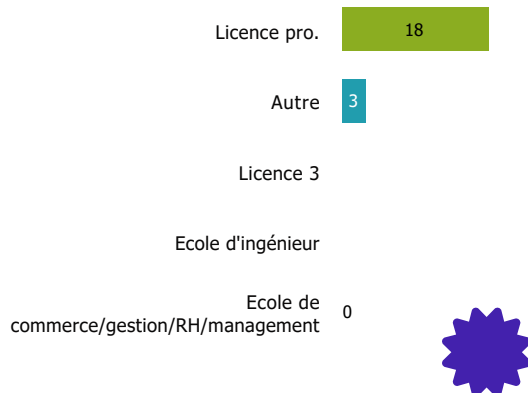 Licence pro.
18
Autre
3
Licence 3
Ecole d'ingénieur
Ecole de
commerce/gestion/RH/management
0